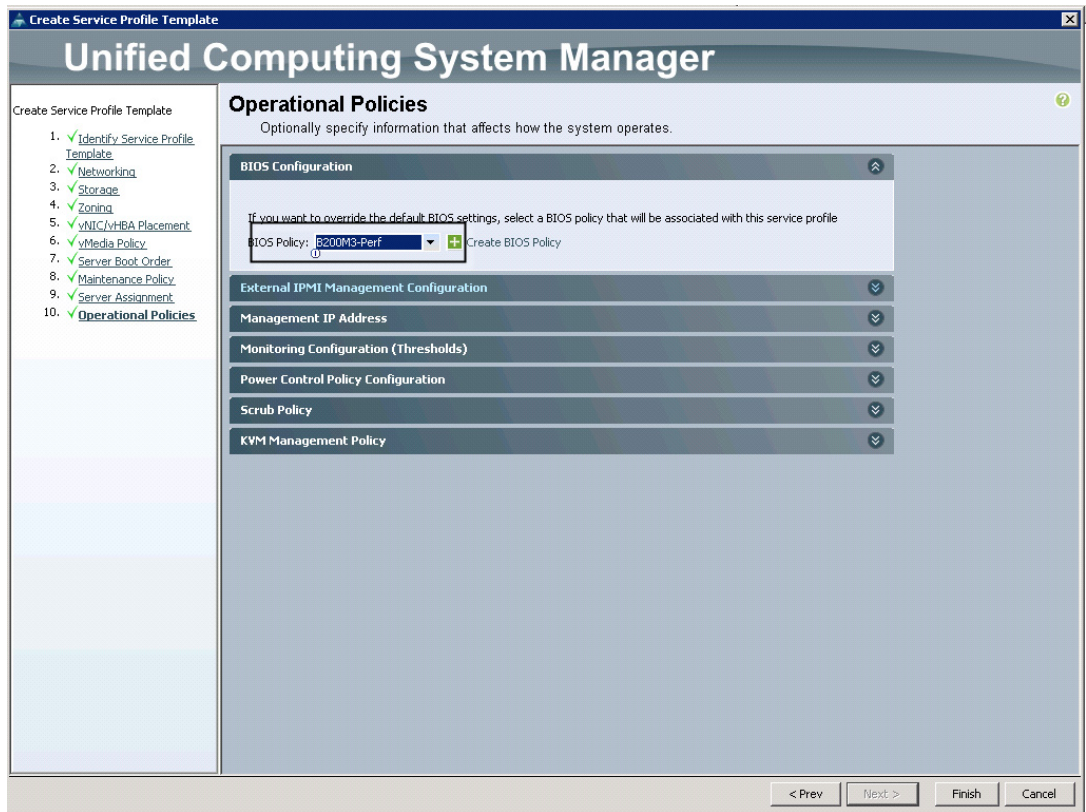 Create Service Profile Template
Unified Computing System Manager
Create Service Profile Template
1. Identify Service Profile
Template
2. Networking
3. Storage
4. Zoning
5. vNIC/vHBA Placement
6. vMedia Policy
7. Server Boot Order
8. Maintenance Policy
9. Server Assignment
10. Operational Policies
Operational Policies
Optionally specify information that affects how the system operates.
BIOS Configuration
If you want to override the default BIOS settings, select a BIOS policy that will be associated with this service profile
BIOS Policy: B200M3-Perf Create BIOS Policy
External IPMI Management Configuration
Management IP Address
Monitoring Configuration (Thresholds)
Power Control Policy Configuration
Scrub Policy
KVM Management Policy
< Prev Next > Finish Cancel